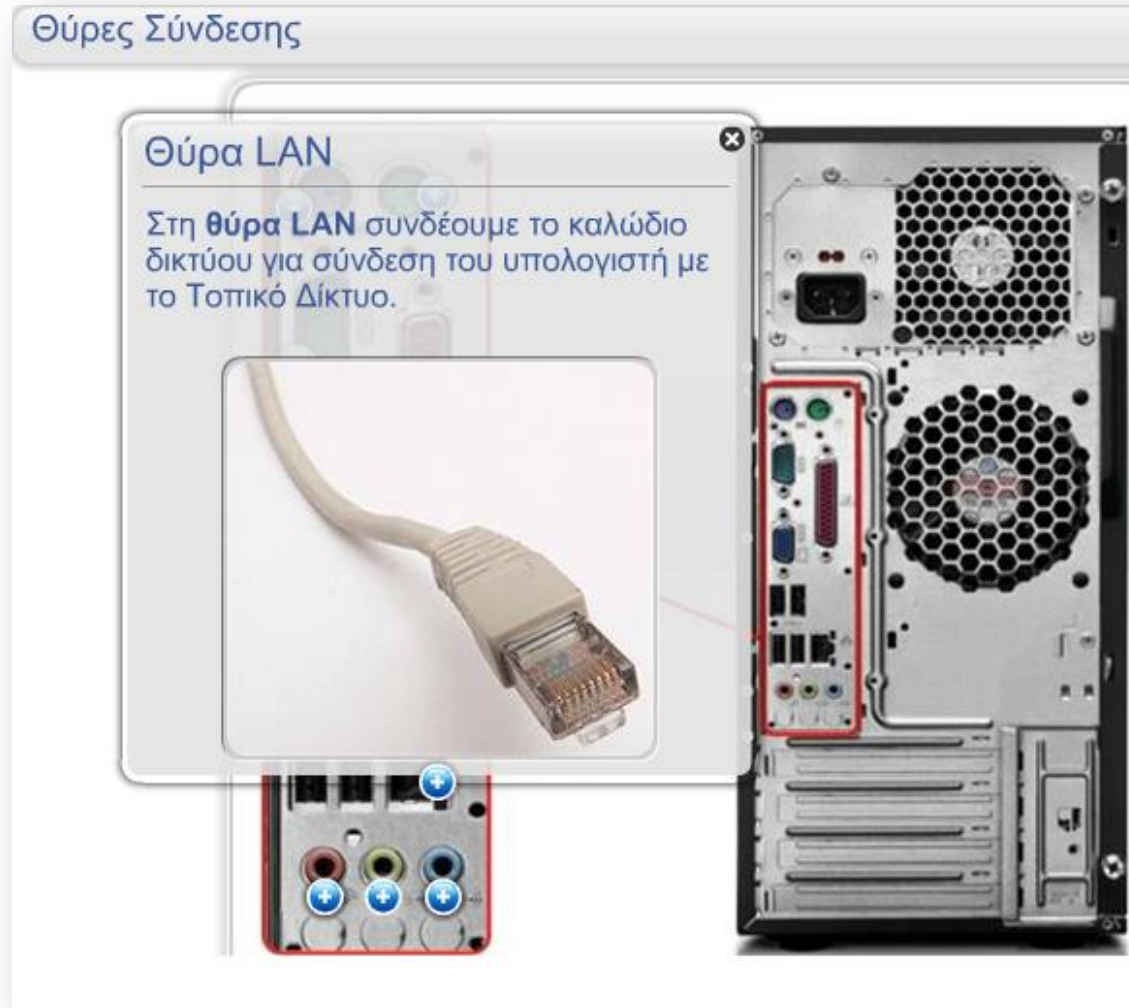 Θύρες Σύνδεσης
Θύρα LAN
Στη θύρα LAN συνδέουμε το καλώδιο
δικτύου για σύνδεση του υπολογιστή με
το Τοπικό Δίκτυο.